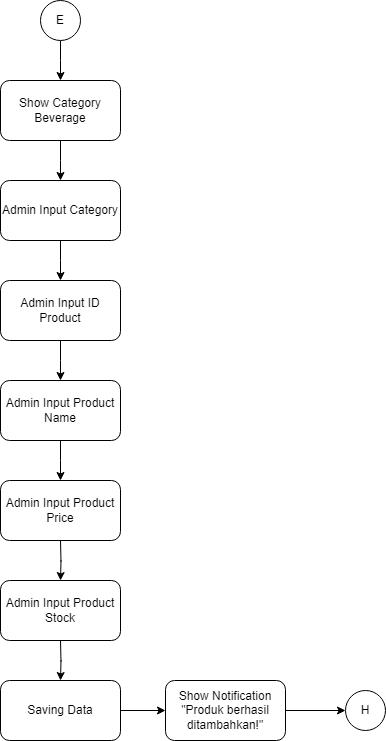 E
Show Category
Beverage
Admin Input Category
Admin Input ID
Product
Admin Input Product
Name
Admin Input Product
Price
Admin Input Product
Stock
Saving Data
Show Notification
"Produk berhasil
ditambahkan!"
H